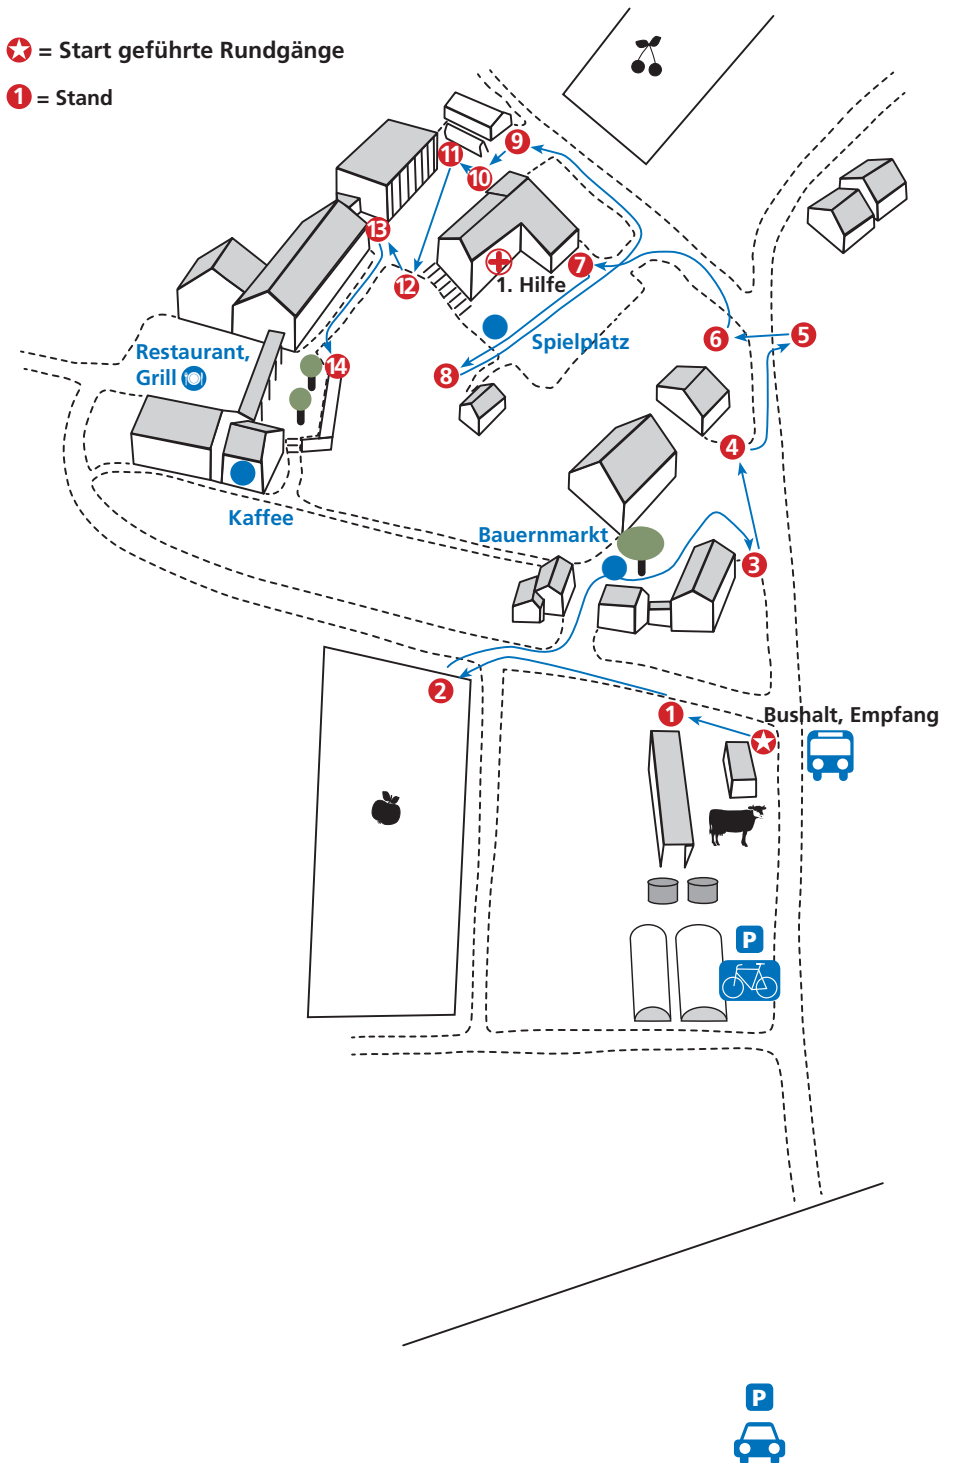 = Start geführte Rundgänge
1 = Stand
9
11
10
13
7
12
1. Hilfe
Spielplatz
6
5
Restaurant,
Grill
14
8
4
Kaffee
Bauernmarkt
3
2
1
Bushalt, Empfang
P
P